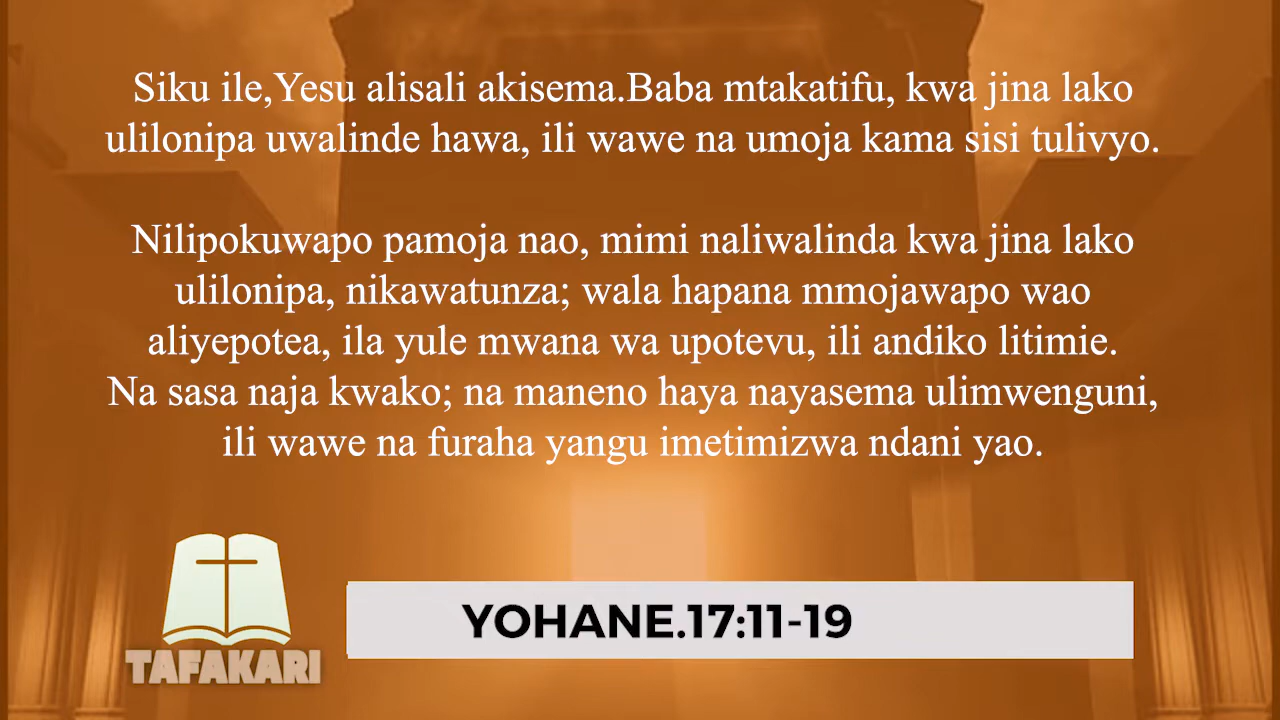 Siku ile,Yesu alisali akisema.Baba mtakatifu, kwa jina lako
ulilonipa uwalinde hawa, ili wawe na umoja kama sisi tulivyo.
Nilipokuwapo pamoja nao, mimi naliwalinda kwa jina lako
ulilonipa, nikawatunza; wala hapana mmojawapo wao
aliyepotea, ila yule mwana wa upotevu, ili andiko litimie.
Na sasa naja kwako; na maneno haya nayasema ulimwenguni,
ili wawe na furaha yangu imetimizwa ndani yao.
YOHANE.17:11-19
TAFAKARI